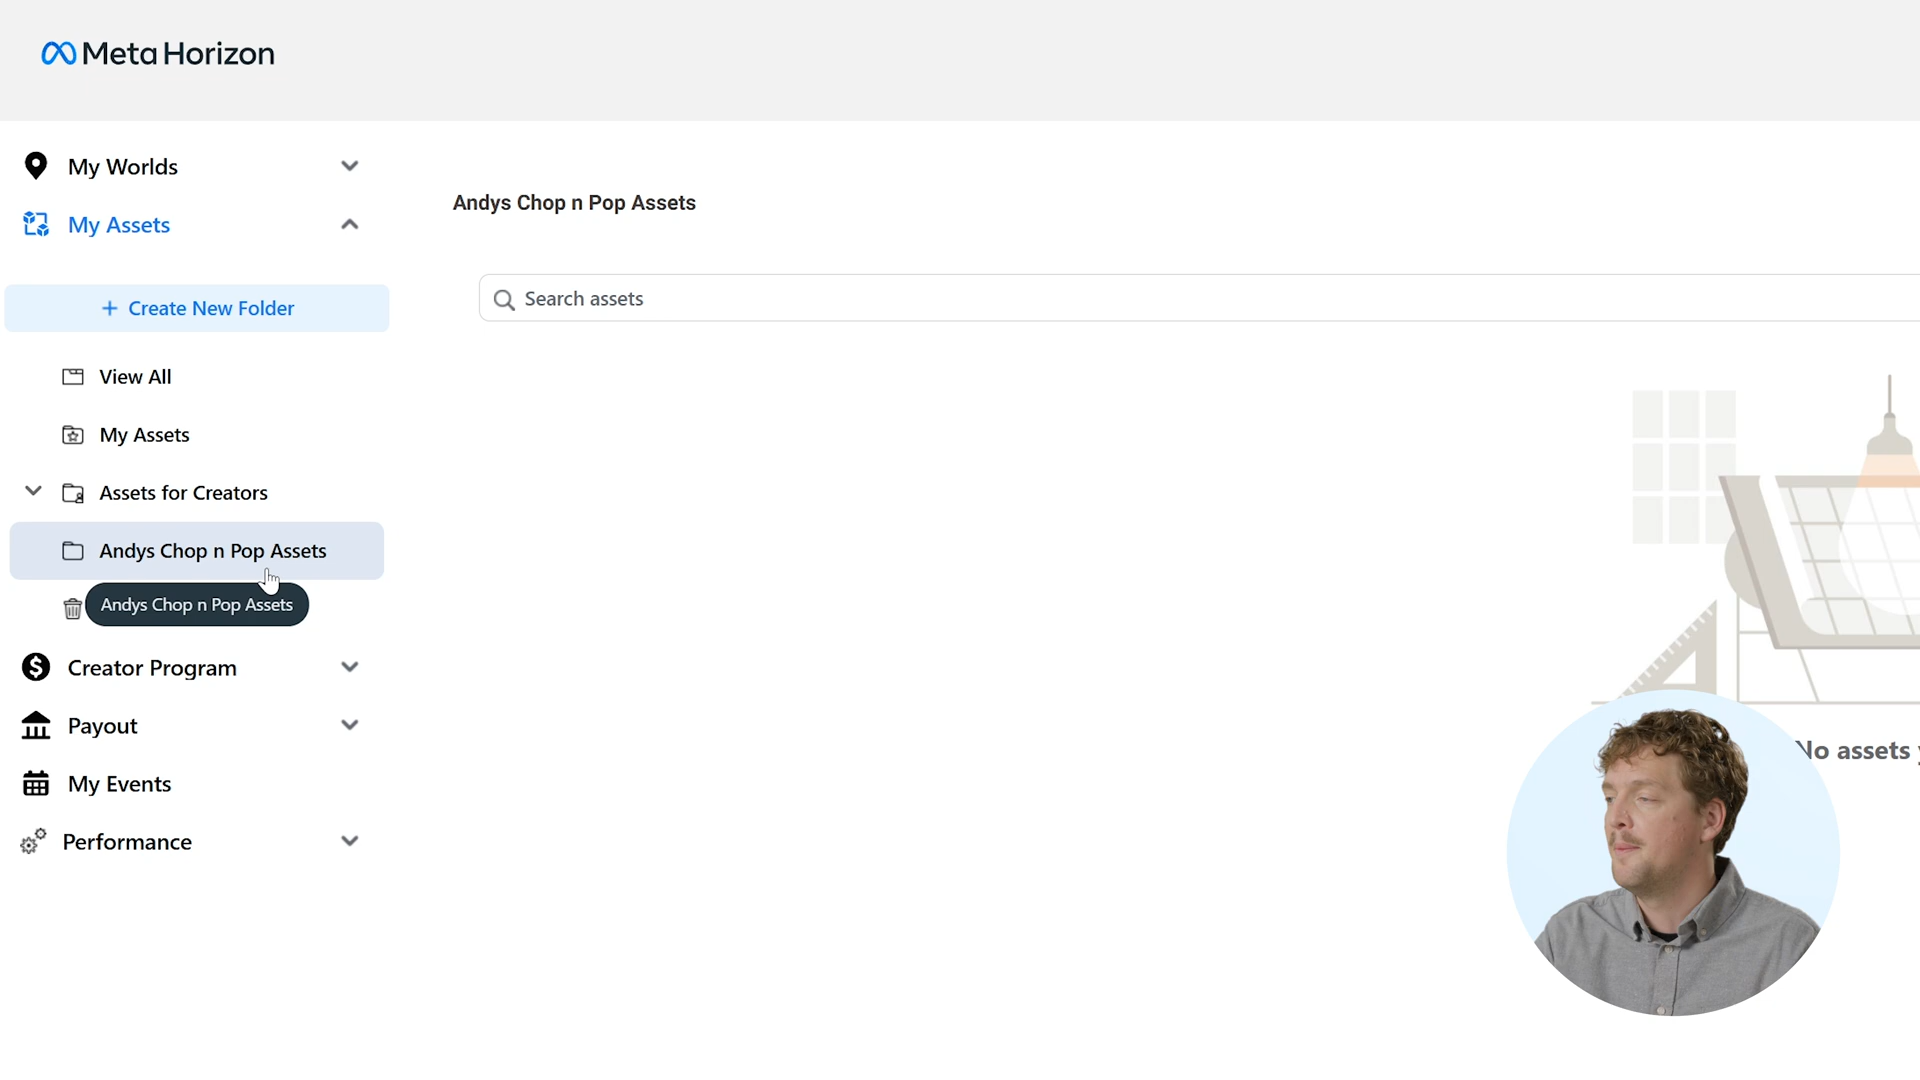 Meta Horizon
My Worlds
My Assets
Create New Folder
View All
My Assets
Assets for Creators
Andys Chop n Pop Assets
Andys Chop n Pop Assets
Creator Program
Payout
My Events
Performance
Andys Chop n Pop Assets
Search assets
No assets